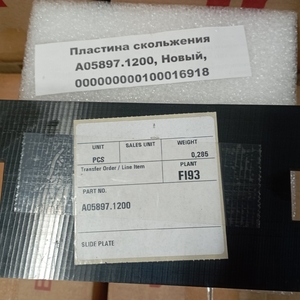 Пластина скольжения
A05897.1200, Новый,
000000000100016918
UNIT SALES UNIT WEIGHT
PCS 0,285
Transfer Order / Line Item PLANT
FI93
PART NO.
A05897.1200
SLIDE PLATE